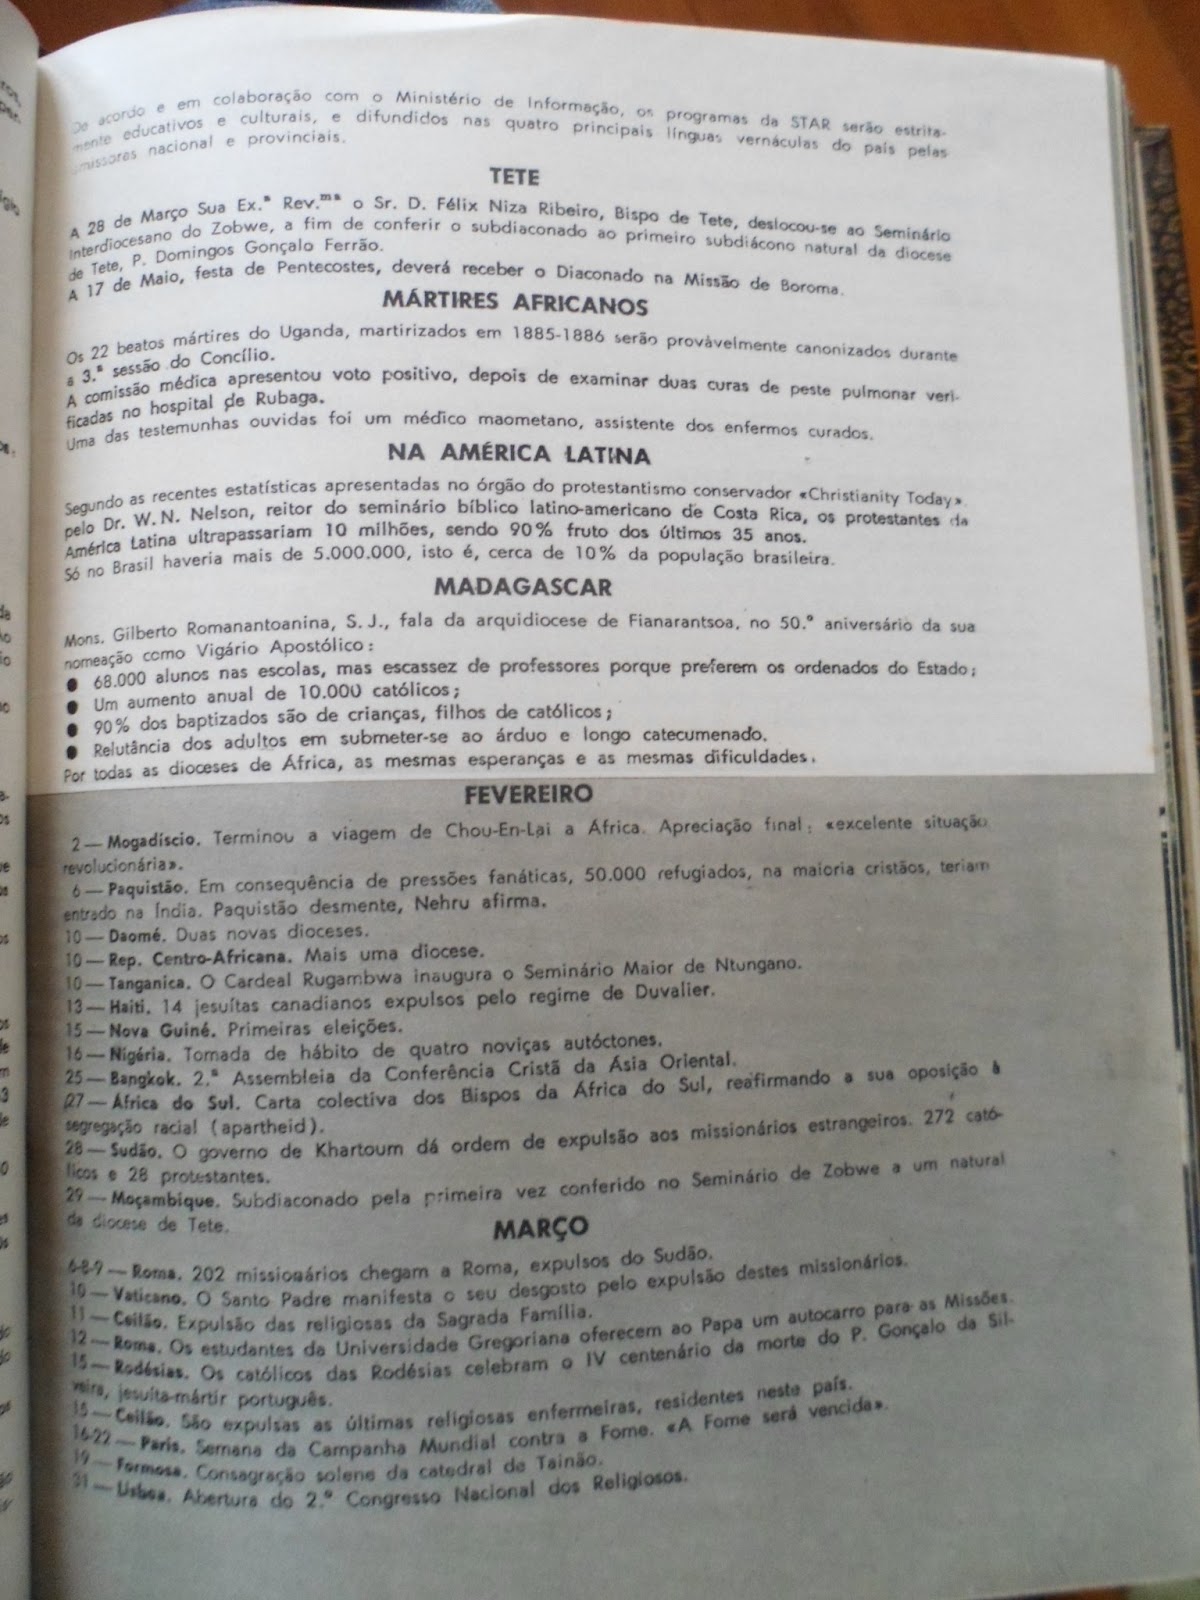 De acordo e em colaboração com o Ministério de Informação, os programas da STAR serão estrita-
mente educativos e culturais, e difundidos nas quatro principais línguas vernáculas do país pelas
emissoras nacional e provinciais.
TETE
A 28 de Março Sua Ex.ª Rev.ma o Sr. D. Félix Niza Ribeiro, Bispo de Tete, deslocou-se ao Seminário
Interdiocesano do Zobwe, a fim de conferir o subdiaconado ao primeiro subdiácono natural da diocese
de Tete, P. Domingos Gonçalo Ferrão.
A 17 de Maio, festa de Pentecostes, deverá receber o Diaconado na Missão de Boroma.
MÁRTIRES AFRICANOS
Os 22 beatos mártires do Uganda, martirizados em 1885-1886 serão provàvelmente canonizados durante
a 3.ª sessão do Concílio.
A comissão médica apresentou voto positivo, depois de examinar duas curas de peste pulmonar veri-
ficadas no hospital de Rubaga.
Uma das testemunhas ouvidas foi um médico maometano, assistente dos enfermos curados.
NA AMÉRICA LATINA
Segundo as recentes estatísticas apresentadas no órgão do protestantismo conservador «Christianity Today».
pelo Dr. W. N. Nelson, reitor do seminário bíblico latino-americano de Costa Rica, os protestantes da
América Latina ultrapassariam 10 milhões, sendo 90% fruto dos últimos 35 anos.
Só no Brasil haveria mais de 5.000.000, isto é, cerca de 10% da população brasileira.
MADAGASCAR
Mons. Gilberto Romanantoanina, S. J., fala da arquidiocese de Fianarantsoa, no 50.º aniversário da sua
nomeação como Vigário Apostólico:
● 68.000 alunos nas escolas, mas escassez de professores porque preferem os ordenados do Estado;
● Um aumento anual de 10.000 católicos;
● 90% dos baptizados são de crianças, filhos de católicos;
● Relutância dos adultos em submeter-se ao árduo e longo catecumenado.
Por todas as dioceses de África, as mesmas esperanças e as mesmas dificuldades.
FEVEREIRO
2 — Mogadiscio. Terminou a viagem de Chou-En-Lai a África. Apreciação final: «excelente situação
revolucionária».
6 — Paquistão. Em consequência de pressões fanáticas, 50.000 refugiados, na maioria cristãos, teriam
entrado na Índia. Paquistão desmente, Nehru afirma.
10 — Daomé. Duas novas dioceses.
10 — Rep. Centro-Africana. Mais uma diocese.
10 — Tanganica. O Cardeal Rugambwa inaugura o Seminário Maior de Ntungano.
13 — Haiti. 14 jesuítas canadianos expulsos pelo regime de Duvalier.
15 — Nova Guiné. Primeiras eleições.
16 — Nigéria. Tomada de hábito de quatro noviças autóctones.
25 — Bangkok. 2.ª Assembleia da Conferência Cristã da Ásia Oriental.
27 — África do Sul. Carta colectiva dos Bispos da África do Sul, reafirmando a sua oposição à
segregação racial (apartheid).
28 — Sudão. O governo de Khartoum dá ordem de expulsão aos missionários estrangeiros. 272 cató-
licos e 28 protestantes.
29 — Moçambique. Subdiaconado pela primeira vez conferido no Seminário de Zobwe a um natural
da diocese de Tete.
MARÇO
6-8-9 — Roma. 202 missionários chegam a Roma, expulsos do Sudão.
10 — Vaticano. O Santo Padre manifesta o seu desgosto pelo expulsão destes missionários.
11 — Ceilão. Expulsão das religiosas da Sagrada Família.
12 — Roma. Os estudantes da Universidade Gregoriana oferecem ao Papa um autocarro para as Missões.
15 — Rodésias. Os católicos das Rodésias celebram o IV centenário da morte do P. Gonçalo da Sil-
veira, jesuíta-mártir português.
15 — Ceilão. São expulsas as últimas religiosas enfermeiras, residentes neste país.
16-22 — Paris. Semana da Campanha Mundial contra a Fome. «A Fome será vencida».
19 — Formosa. Consagração solene da catedral de Tainão.
31 — Lisboa. Abertura do 2.º Congresso Nacional dos Religiosos.